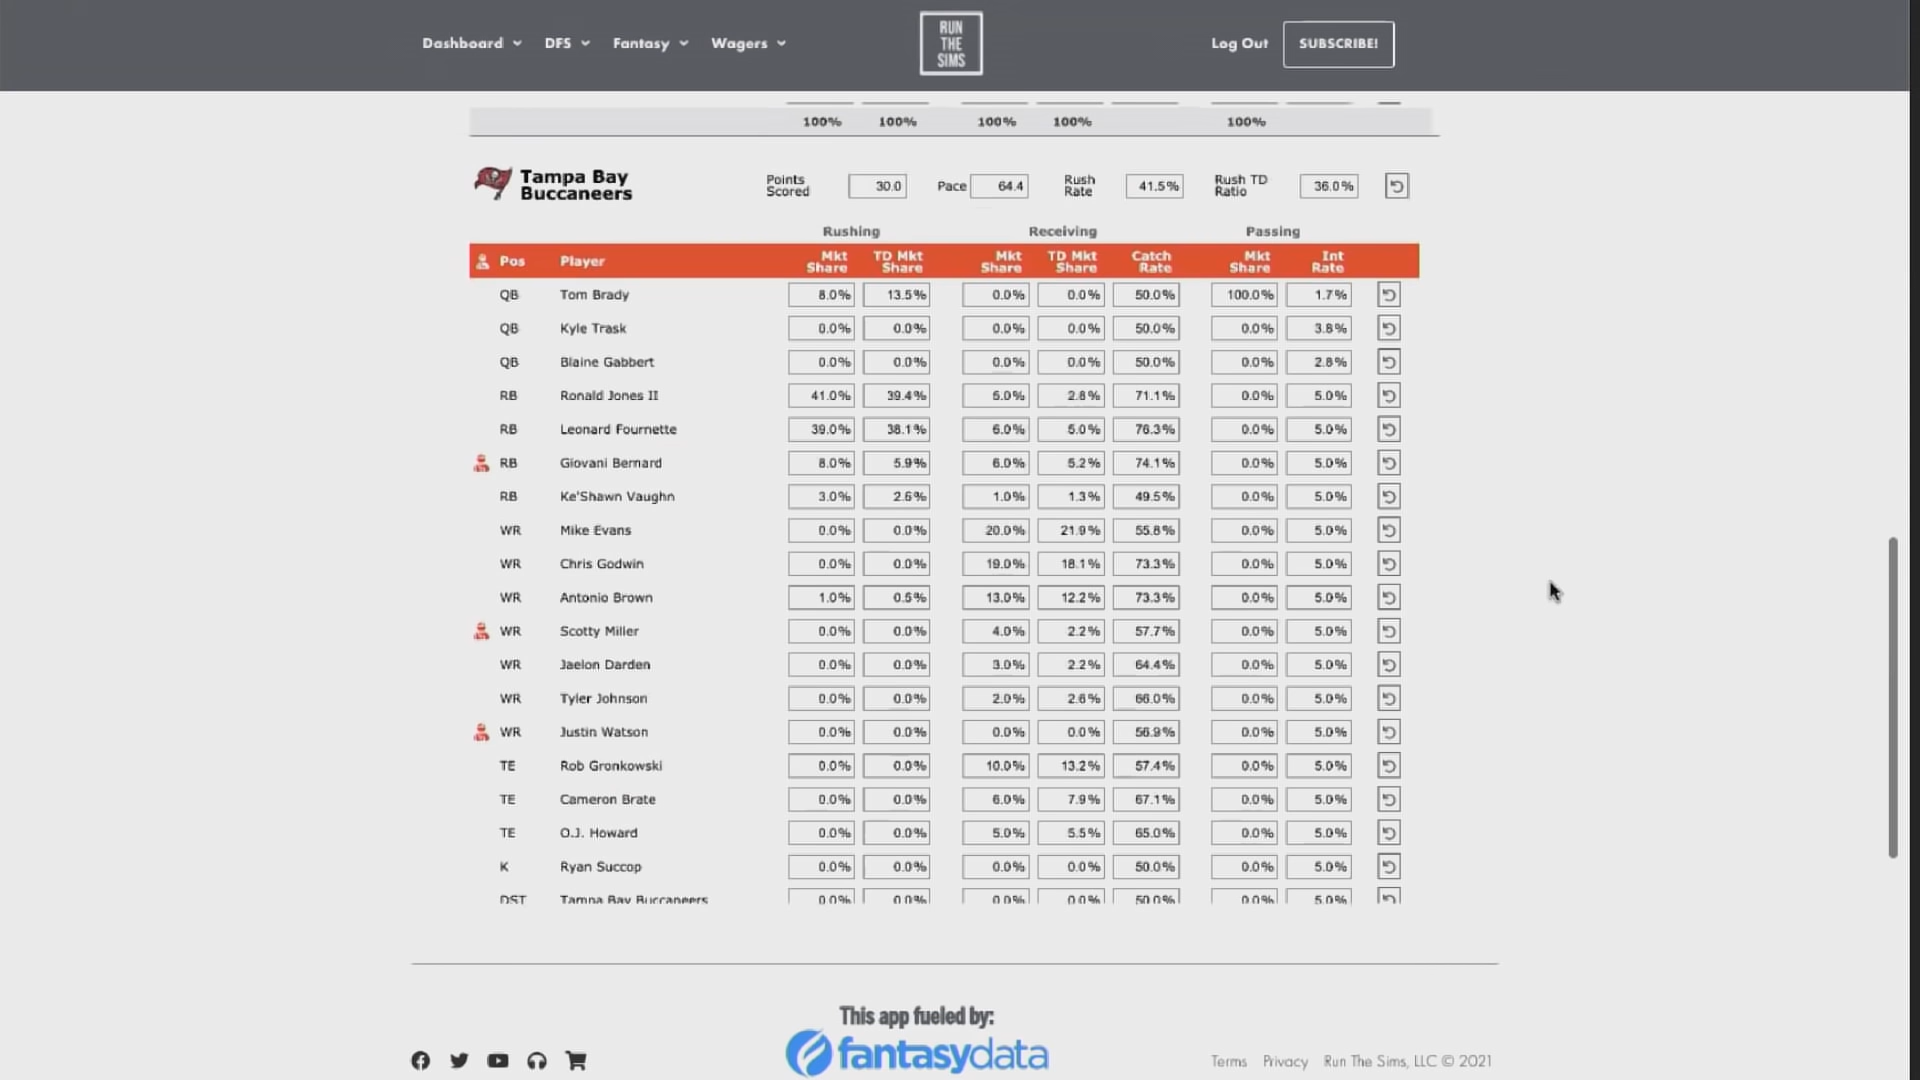 Dashboard DFS Fantasy Wagers RUN THE SIMS Log Out SUBSCRIBE!
100% 100% 100% 100% 100%
Tampa Bay Buccaneers Points Scored 30.0 Pace 64.4 Rush Rate 41.5% Rush TD Ratio 36.0%
Rushing Receiving Passing
Pos Player Mkt Share TD Mkt Share Mkt Share TD Mkt Share Catch Rate Mkt Share Int Rate
QB Tom Brady 8.0% 13.5% 0.0% 0.0% 50.0% 100.0% 1.7%
QB Kyle Trask 0.0% 0.0% 0.0% 0.0% 50.0% 0.0% 3.8%
QB Blaine Gabbert 0.0% 0.0% 0.0% 0.0% 50.0% 0.0% 2.8%
RB Ronald Jones II 41.0% 39.4% 5.0% 2.8% 71.1% 0.0% 5.0%
RB Leonard Fournette 39.0% 38.1% 6.0% 5.0% 76.3% 0.0% 5.0%
RB Giovani Bernard 8.0% 5.9% 6.0% 5.2% 74.1% 0.0% 5.0%
RB Ke'Shawn Vaughn 3.0% 2.6% 1.0% 1.3% 49.5% 0.0% 5.0%
WR Mike Evans 0.0% 0.0% 20.0% 21.9% 55.8% 0.0% 5.0%
WR Chris Godwin 0.0% 0.0% 19.0% 18.1% 73.3% 0.0% 5.0%
WR Antonio Brown 1.0% 0.5% 13.0% 12.2% 73.3% 0.0% 5.0%
WR Scotty Miller 0.0% 0.0% 4.0% 2.2% 57.7% 0.0% 5.0%
WR Jaelon Darden 0.0% 0.0% 3.0% 2.2% 64.4% 0.0% 5.0%
WR Tyler Johnson 0.0% 0.0% 2.0% 2.6% 66.0% 0.0% 5.0%
WR Justin Watson 0.0% 0.0% 0.0% 0.0% 56.9% 0.0% 5.0%
TE Rob Gronkowski 0.0% 0.0% 10.0% 13.2% 57.4% 0.0% 5.0%
TE Cameron Brate 0.0% 0.0% 6.0% 7.9% 67.1% 0.0% 5.0%
TE O.J. Howard 0.0% 0.0% 5.0% 5.5% 65.0% 0.0% 5.0%
K Ryan Succop 0.0% 0.0% 0.0% 0.0% 50.0% 0.0% 5.0%
DST Tampa Bay Buccaneers 0.0% 0.0% 0.0% 0.0% 50.0% 0.0% 5.0%
This app fueled by:
fantasydata
Terms Privacy Run The Sims, LLC © 2021